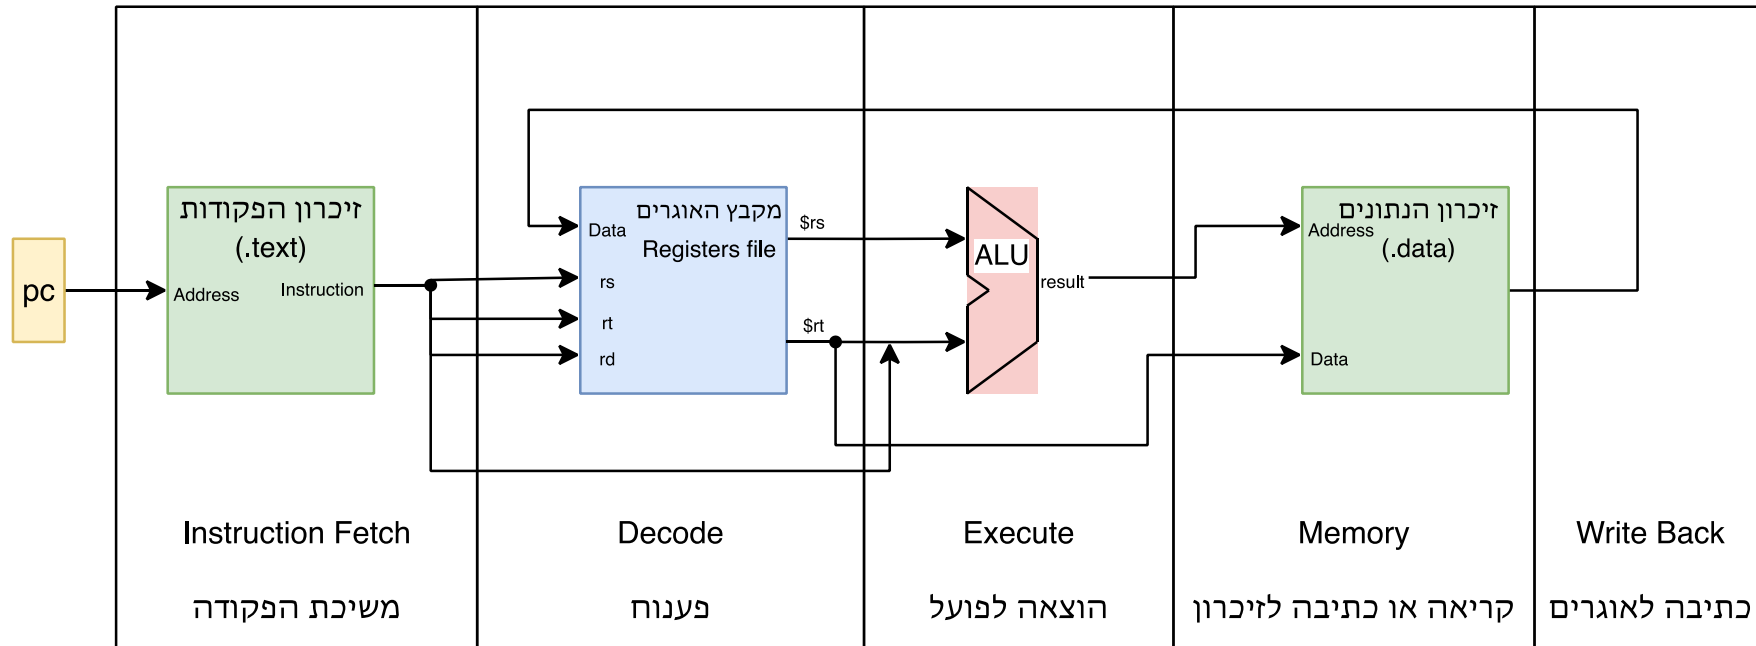 pc
זיכרון הפקודות
(.text)
Address
Instruction
מקבץ האוגרים
Registers file
Data
rs
rt
rd
$rs
$rt
ALU
result
זיכרון הנתונים
(.data)
Address
Data
Instruction Fetch
משיכת הפקודה
Decode
פענוח
Execute
הוצאה לפועל
Memory
קריאה או כתיבה לזיכרון
Write Back
כתיבה לאוגרים